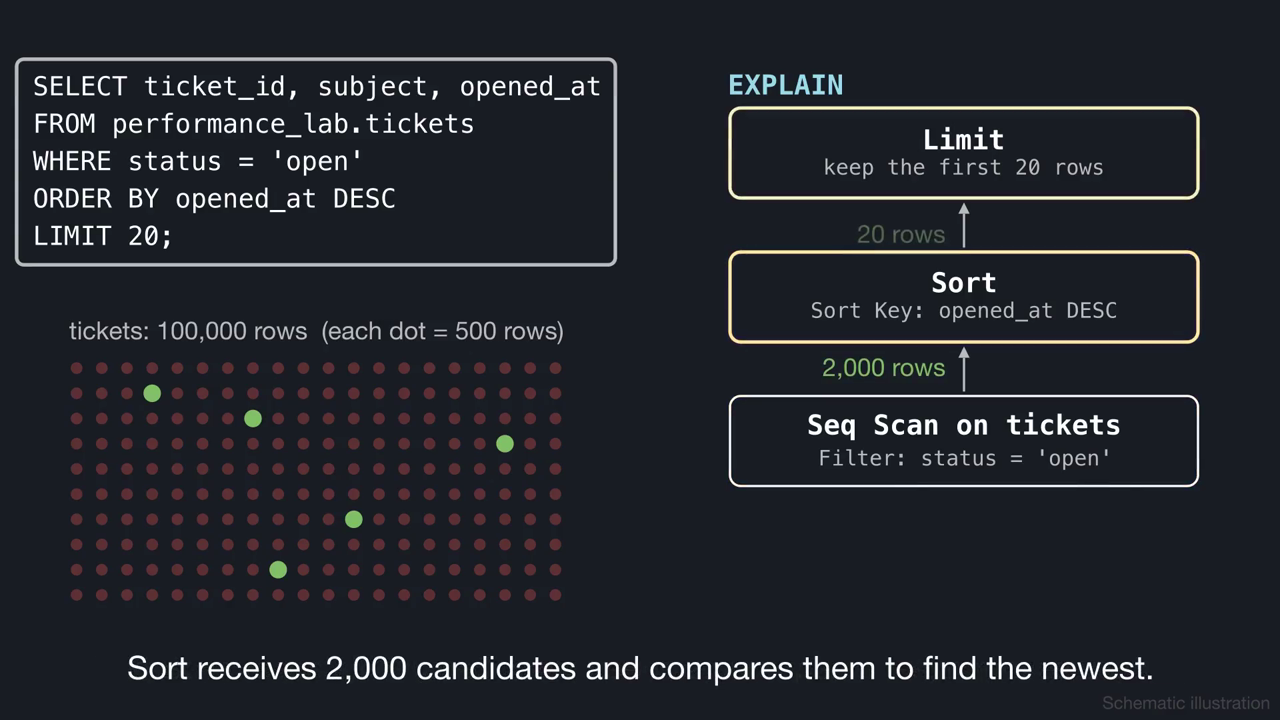 SELECT ticket_id, subject, opened_at
FROM performance_lab.tickets
WHERE status = 'open'
ORDER BY opened_at DESC
LIMIT 20;
tickets: 100,000 rows  (each dot = 500 rows)
EXPLAIN
Limit
keep the first 20 rows
20 rows
Sort
Sort Key: opened_at DESC
2,000 rows
Seq Scan on tickets
Filter: status = 'open'
Sort receives 2,000 candidates and compares them to find the newest.
Schematic illustration